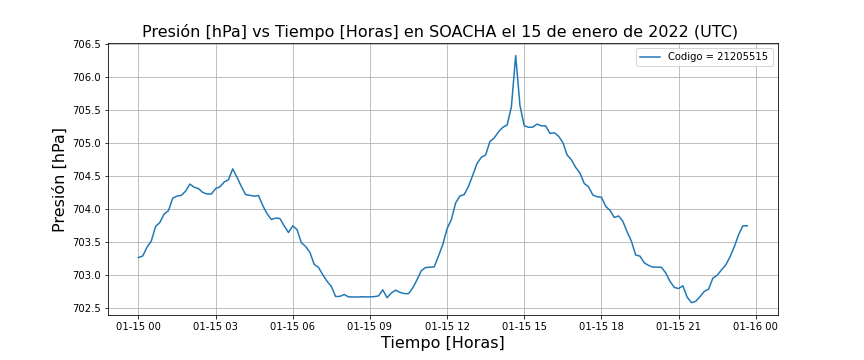 Presión [hPa] vs Tiempo [Horas] en SOACHA el 15 de enero de 2022 (UTC)
Codigo = 21205515
Presión [hPa]
706.5
706.0
705.5
705.0
704.5
704.0
703.5
703.0
702.5
01-15 00 01-15 03 01-15 06 01-15 09 01-15 12 01-15 15 01-15 18 01-15 21 01-16 00
Tiempo [Horas]